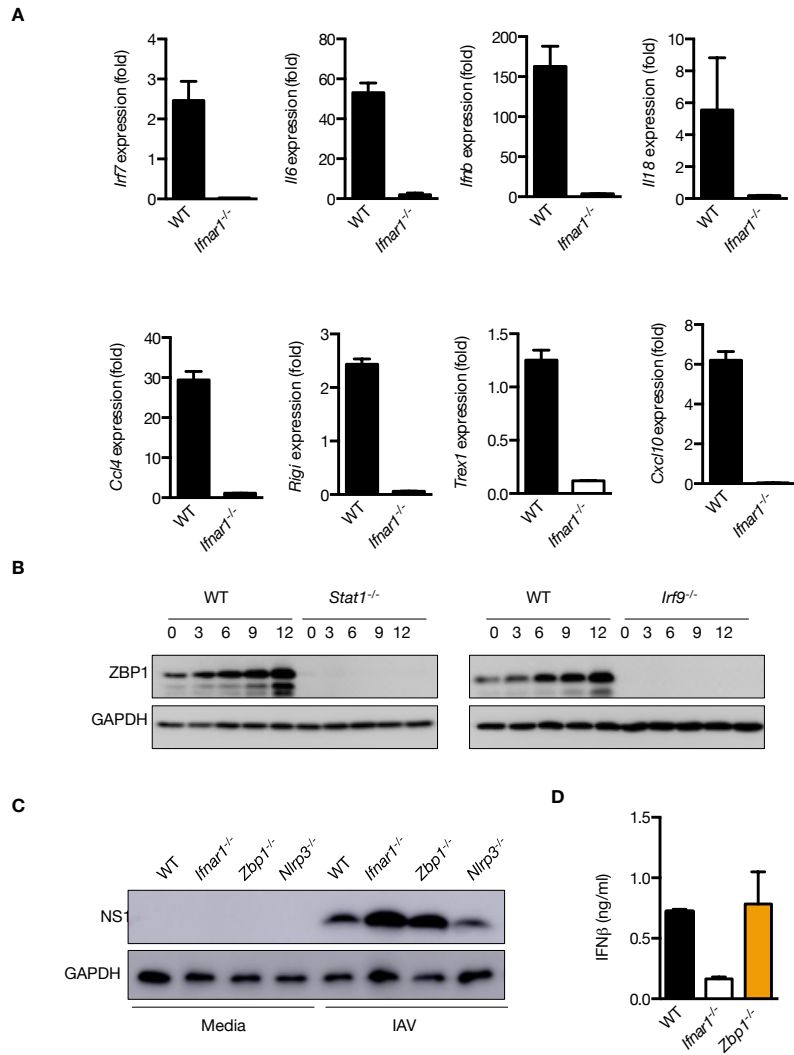 A
Irf7 expression (fold)
4
3
2
1
0
WT
Ifnar1-/-
Il6 expression (fold)
80
60
40
20
0
WT
Ifnar1-/-
Ifnb expression (fold)
200
150
100
50
0
WT
Ifnar1-/-
Il18 expression (fold)
10
8
6
4
2
0
WT
Ifnar1-/-
Ccl4 expression (fold)
40
30
20
10
0
WT
Ifnar1-/-
Rigi expression (fold)
3
2
1
0
WT
Ifnar1-/-
Trex1 expression (fold)
1.5
1.0
0.5
0.0
WT
Ifnar1-/-
Cxcl10 expression (fold)
8
6
4
2
0
WT
Ifnar1-/-
B
WT Stat1-/- WT Irf9-/-
0 3 6 9 12 0 3 6 9 12 0 3 6 9 12 0 3 6 9 12
ZBP1
GAPDH
C
WT Ifnar1-/- Zbp1-/- Nlrp3-/- WT Ifnar1-/- Zbp1-/- Nlrp3-/-
NS1
GAPDH
Media IAV
D
IFNβ (ng/ml)
1.5
1.0
0.5
0.0
WT
Ifnar1-/-
Zbp1-/-